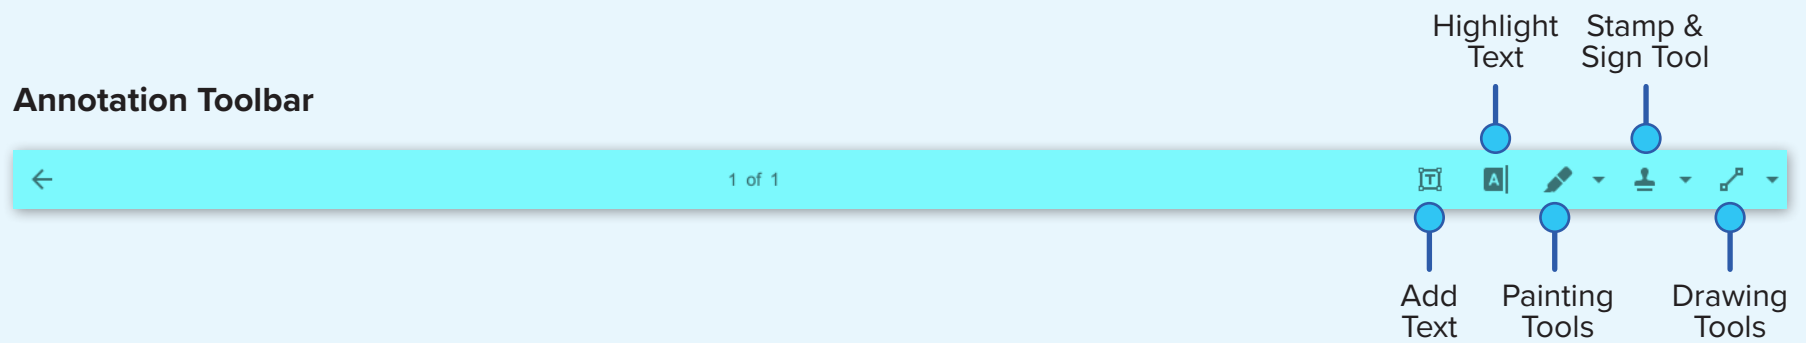 Highlight
Text
Stamp &
Sign Tool
Annotation Toolbar
1 of 1
T
A
Add
Text
Painting
Tools
Drawing
Tools